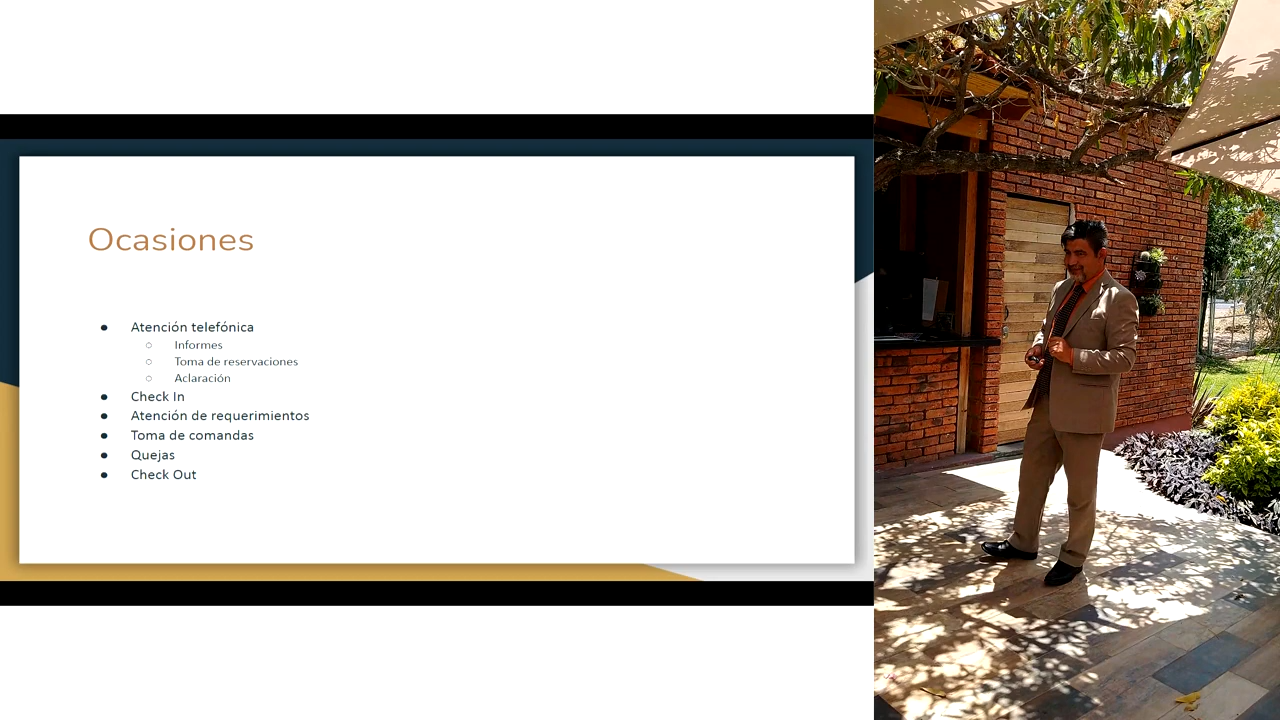 Ocasiones
● Atención telefónica
○ Informes
○ Toma de reservaciones
○ Aclaración
● Check In
● Atención de requerimientos
● Toma de comandas
● Quejas
● Check Out